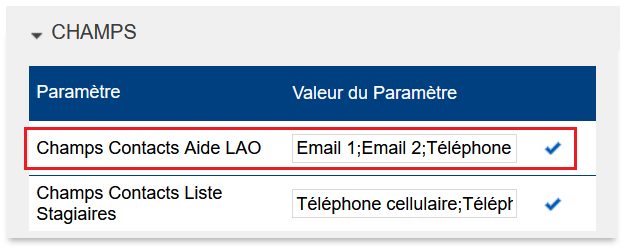 CHAMPS
Paramètre Valeur du Paramètre
Champs Contacts Aide LAO Email 1;Email 2;Téléphone
Champs Contacts Liste
Stagiaires
Téléphone cellulaire;Téléph